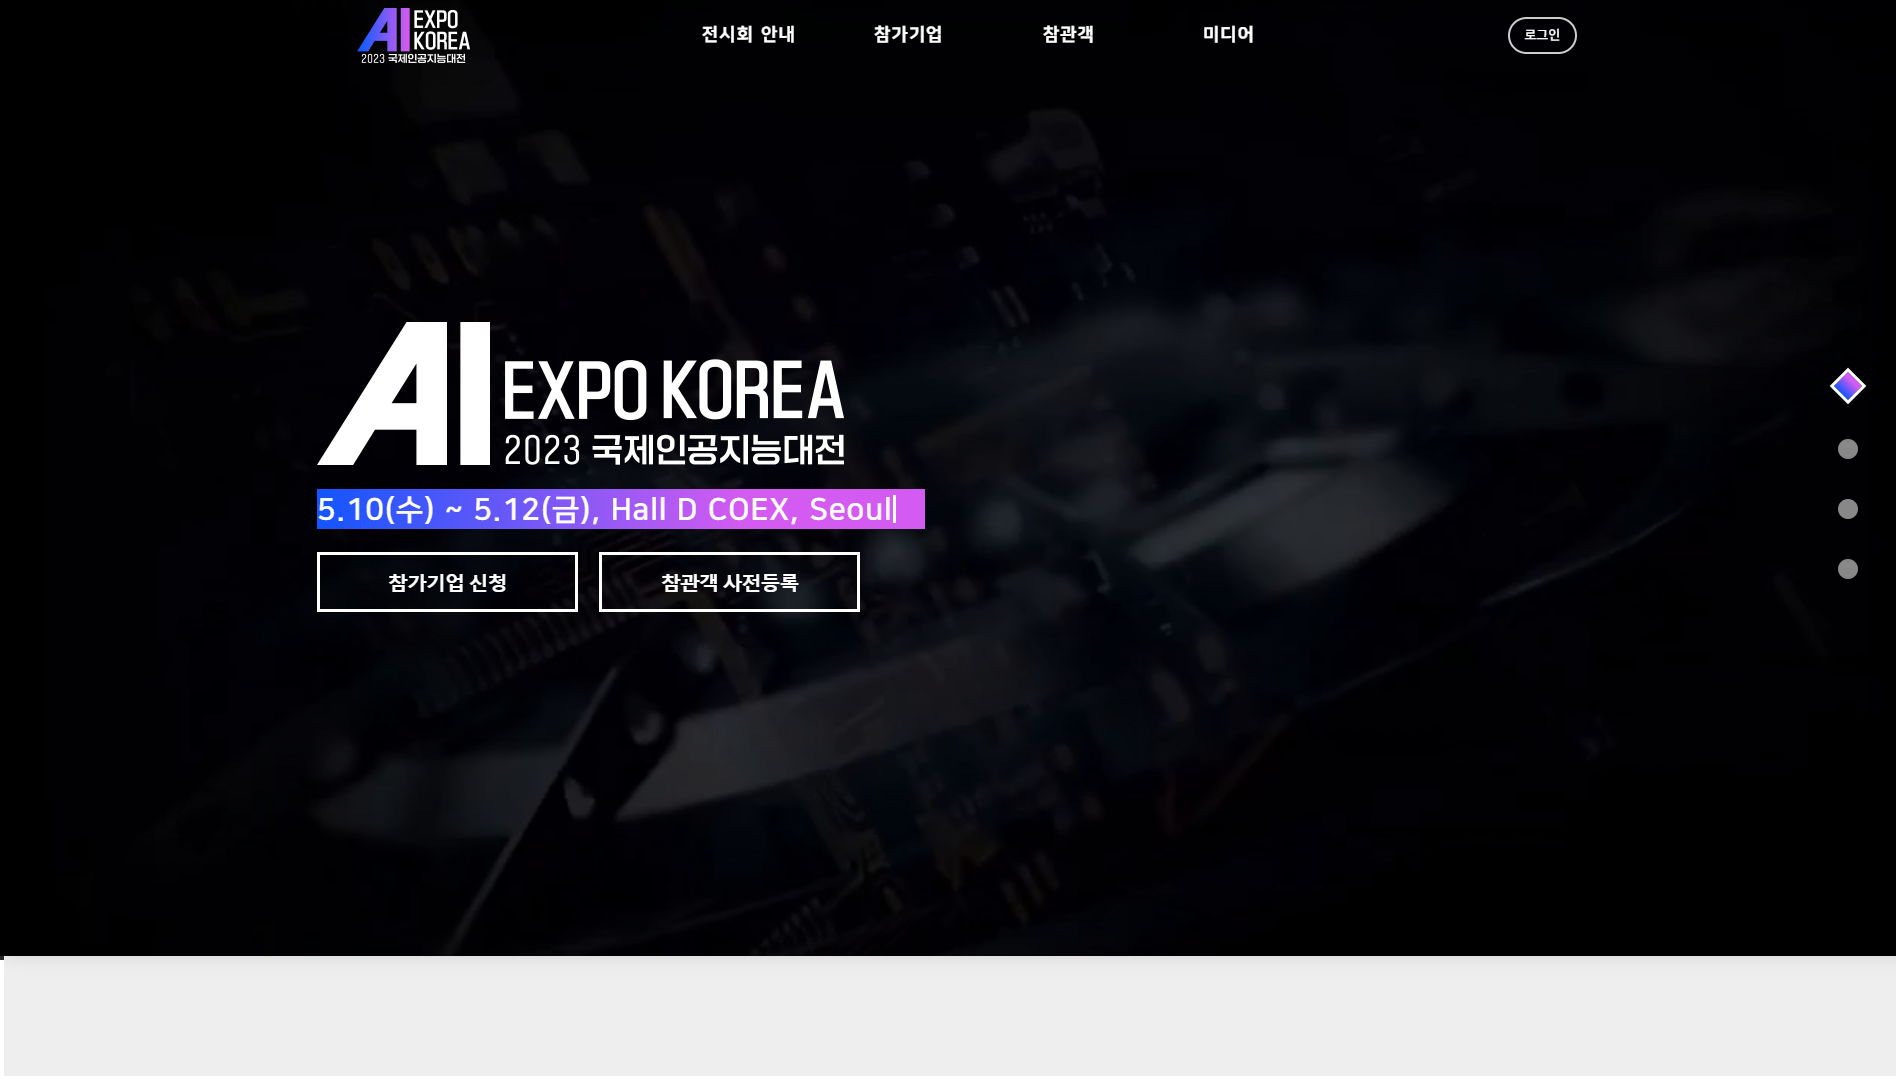 AI EXPO
KOREA
2023 국제인공지능대전
전시회 안내
참가기업
참관객
미디어
로그인
AI EXPO KOREA
2023 국제인공지능대전
5.10(수) ~ 5.12(금), Hall D COEX, Seoul
참가기업 신청
참관객 사전등록